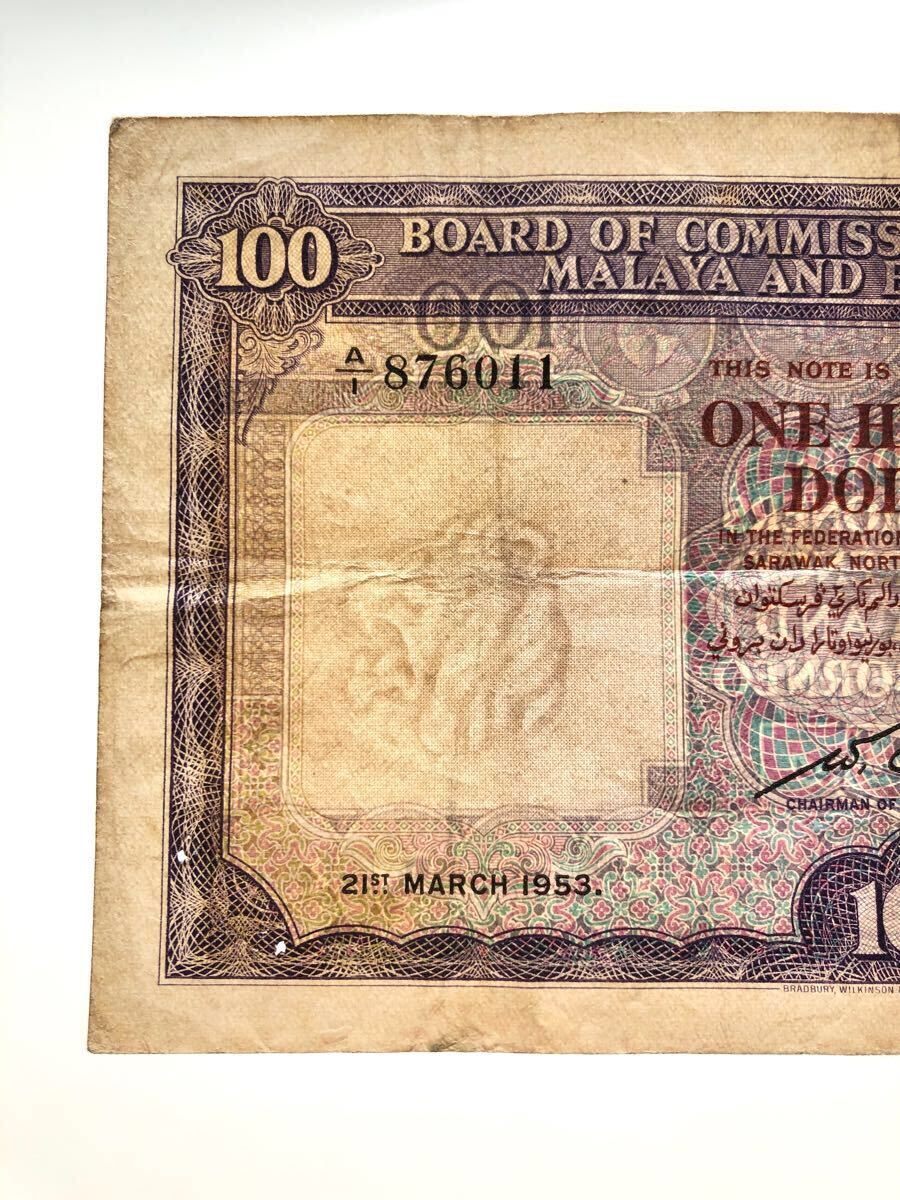 100
BOARD OF COMMISS
MALAYA AND
A/1 876011
THIS NOTE IS
ONE H
DOL
IN THE FEDERATION
SARAWAK NORT
CHAIRMAN OF
21ST MARCH 1953.
BRADBURY, WILKINSON